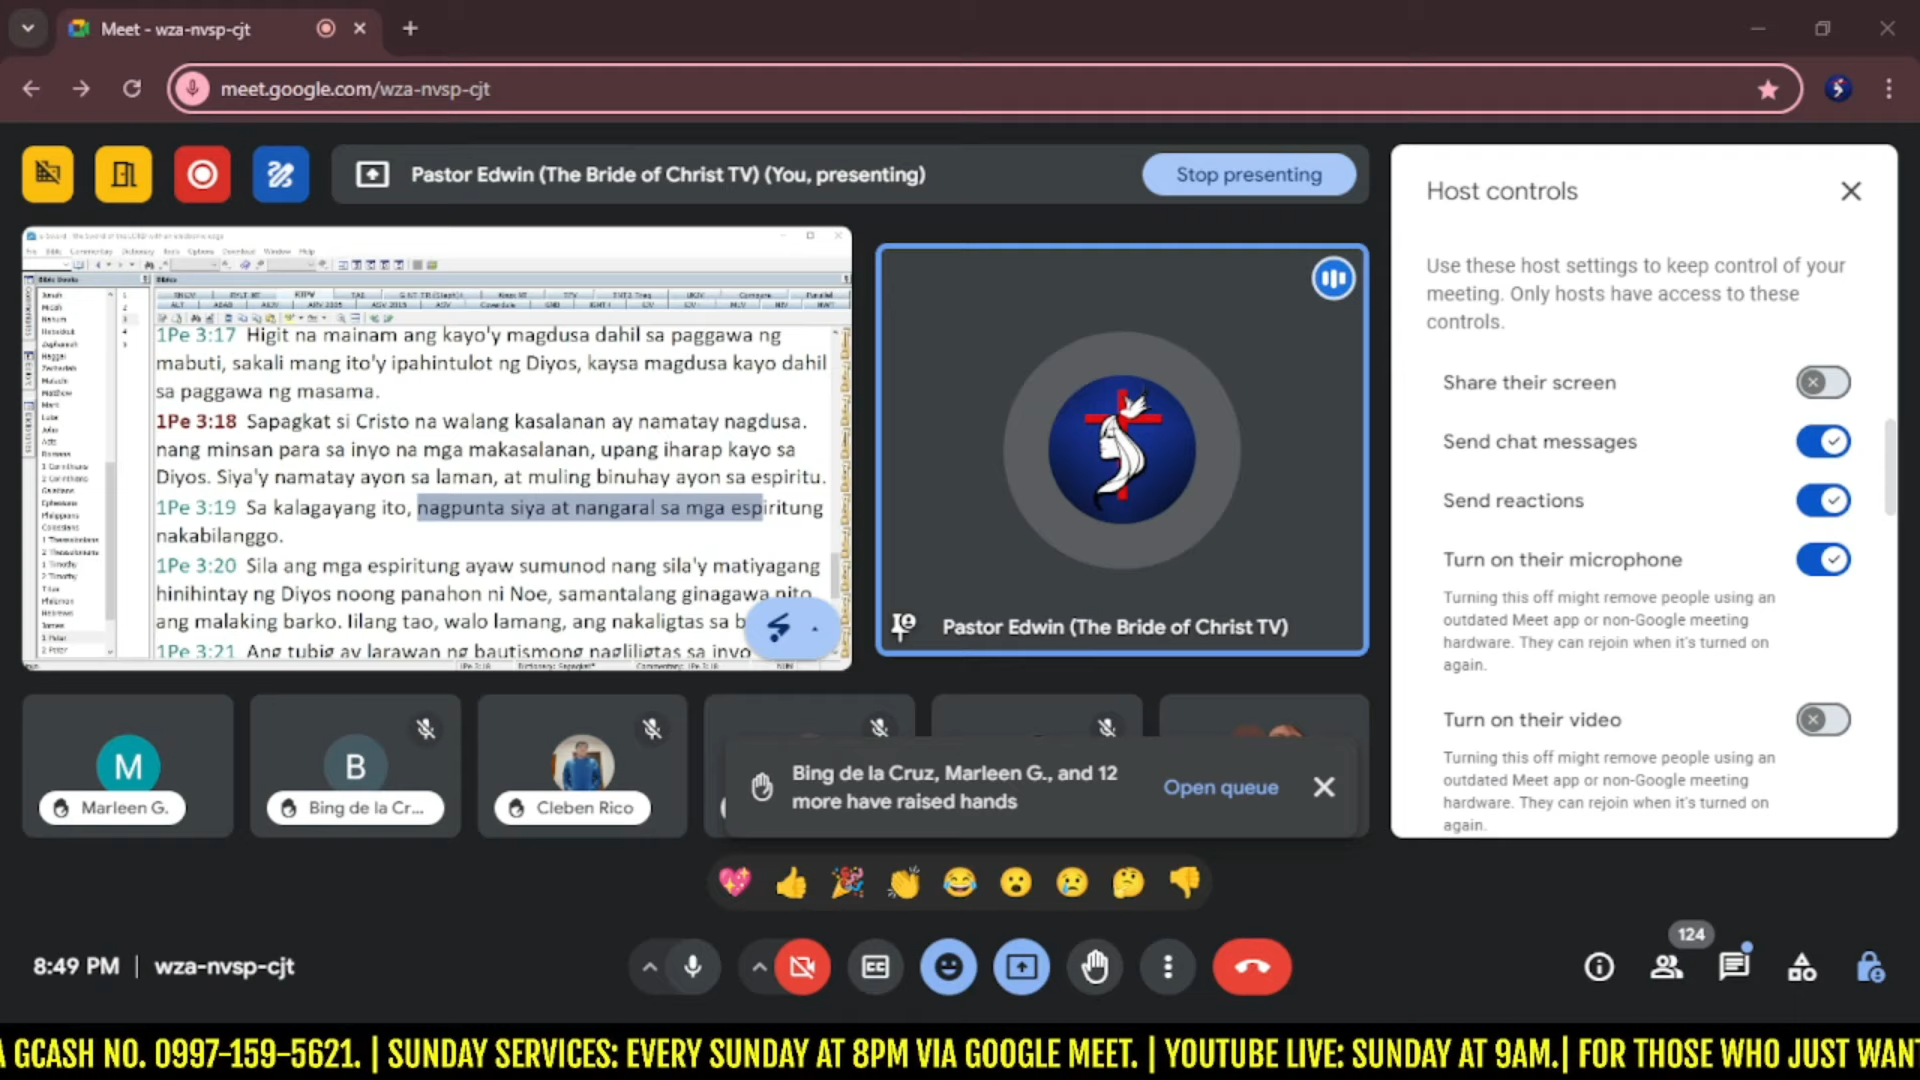 Meet - wza-nvsp-cjt
meet.google.com/wza-nvsp-cjt
Pastor Edwin (The Bride of Christ TV) (You, presenting)
Stop presenting
1Pe 3:17 Higit na mainam ang kayo'y magdusa dahil sa paggawa ng
mabuti, sakali mang ito'y ipahintulot ng Diyos, kaysa magdusa kayo dahil
sa paggawa ng masama.
1Pe 3:18 Sapagkat si Cristo na walang kasalanan ay namatay nagdusa.
nang minsan para sa inyo na mga makasalanan, upang iharap kayo sa
Diyos. Siya'y namatay ayon sa laman, at muling binuhay ayon sa espiritu.
1Pe 3:19 Sa kalagayang ito, nagpunta siya at nangaral sa mga espiritung
nakabilanggo.
1Pe 3:20 Sila ang mga espiritung ayaw sumunod nang sila'y matiyagang
hinihintay ng Diyos noong panahon ni Noe, samantalang ginagawa nito
ang malaking barko. Iilang tao, walo lamang, ang nakaligtas sa
1Pe 3:21 Ang tubig ay larawan ng bautismong nagliligtas sa inyo
Pastor Edwin (The Bride of Christ TV)
Marleen G.
B
Bing de la Cr...
Cleben Rico
M
Bing de la Cruz, Marleen G., and 12
more have raised hands
Open queue
Host controls
Use these host settings to keep control of your
meeting. Only hosts have access to these
controls.
Share their screen
Send chat messages
Send reactions
Turn on their microphone
Turning this off might remove people using an
outdated Meet app or non-Google meeting
hardware. They can rejoin when it's turned on
again.
Turn on their video
Turning this off might remove people using an
outdated Meet app or non-Google meeting
hardware. They can rejoin when it's turned on
again.
8:49 PM | wza-nvsp-cjt
124
A GCASH NO. 0997-159-5621. | SUNDAY SERVICES: EVERY SUNDAY AT 8PM VIA GOOGLE MEET. | YOUTUBE LIVE: SUNDAY AT 9AM.| FOR THOSE WHO JUST WANT